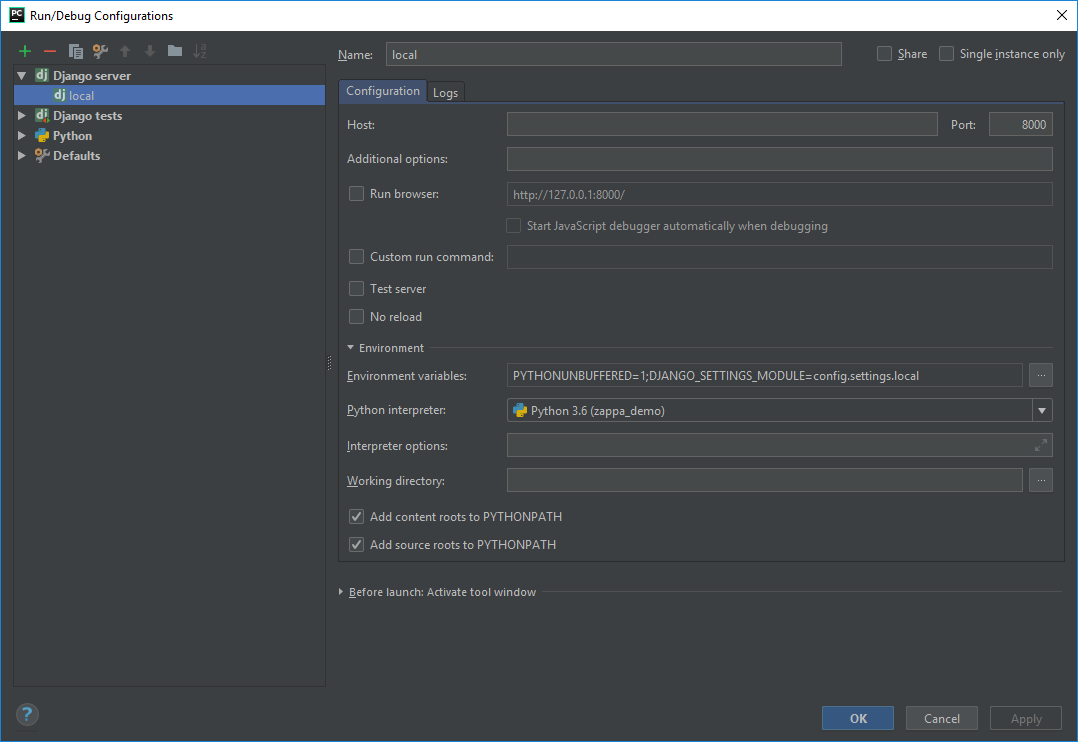 PC Run/Debug Configurations
Name: local Share Single instance only
dj Django server
dj local
dj Django tests
Python
Defaults
Configuration Logs
Host: Port: 8000
Additional options:
Run browser: http://127.0.0.1:8000/
Start JavaScript debugger automatically when debugging
Custom run command:
Test server
No reload
Environment
Environment variables: PYTHONUNBUFFERED=1;DJANGO_SETTINGS_MODULE=config.settings.local ...
Python interpreter: Python 3.6 (zappa_demo)
Interpreter options:
Working directory: ...
Add content roots to PYTHONPATH
Add source roots to PYTHONPATH
Before launch: Activate tool window
? OK Cancel Apply